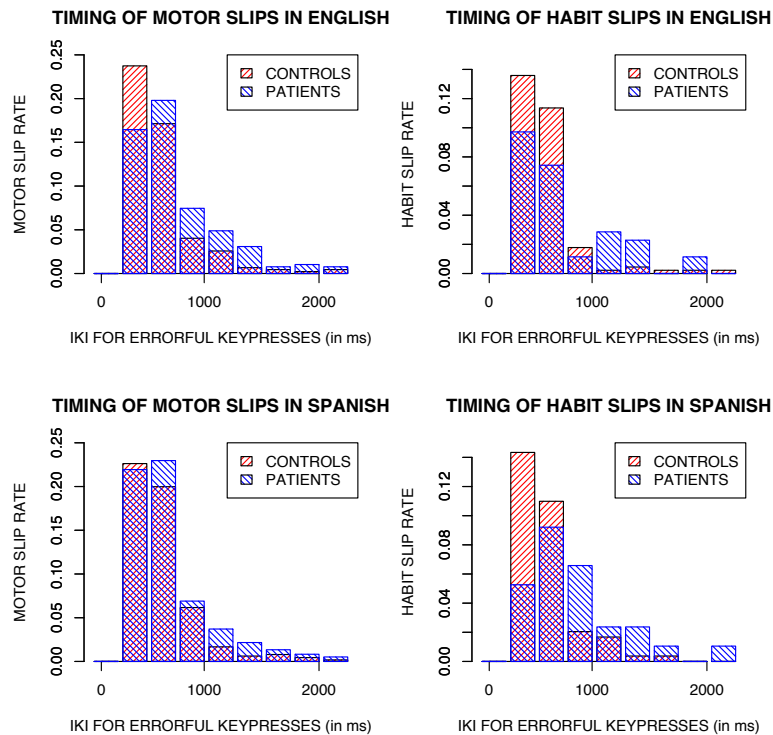 TIMING OF MOTOR SLIPS IN ENGLISH
MOTOR SLIP RATE
0.00 0.05 0.10 0.15 0.20 0.25
CONTROLS
PATIENTS
0 1000 2000
IKI FOR ERRORFUL KEYPRESSES (in ms)
TIMING OF HABIT SLIPS IN ENGLISH
HABIT SLIP RATE
0.00 0.04 0.12
CONTROLS
PATIENTS
0 1000 2000
IKI FOR ERRORFUL KEYPRESSES (in ms)
TIMING OF MOTOR SLIPS IN SPANISH
MOTOR SLIP RATE
0.00 0.05 0.10 0.15 0.20 0.25
CONTROLS
PATIENTS
0 1000 2000
IKI FOR ERRORFUL KEYPRESSES (in ms)
TIMING OF HABIT SLIPS IN SPANISH
HABIT SLIP RATE
0.00 0.04 0.12
CONTROLS
PATIENTS
0 1000 2000
IKI FOR ERRORFUL KEYPRESSES (in ms)